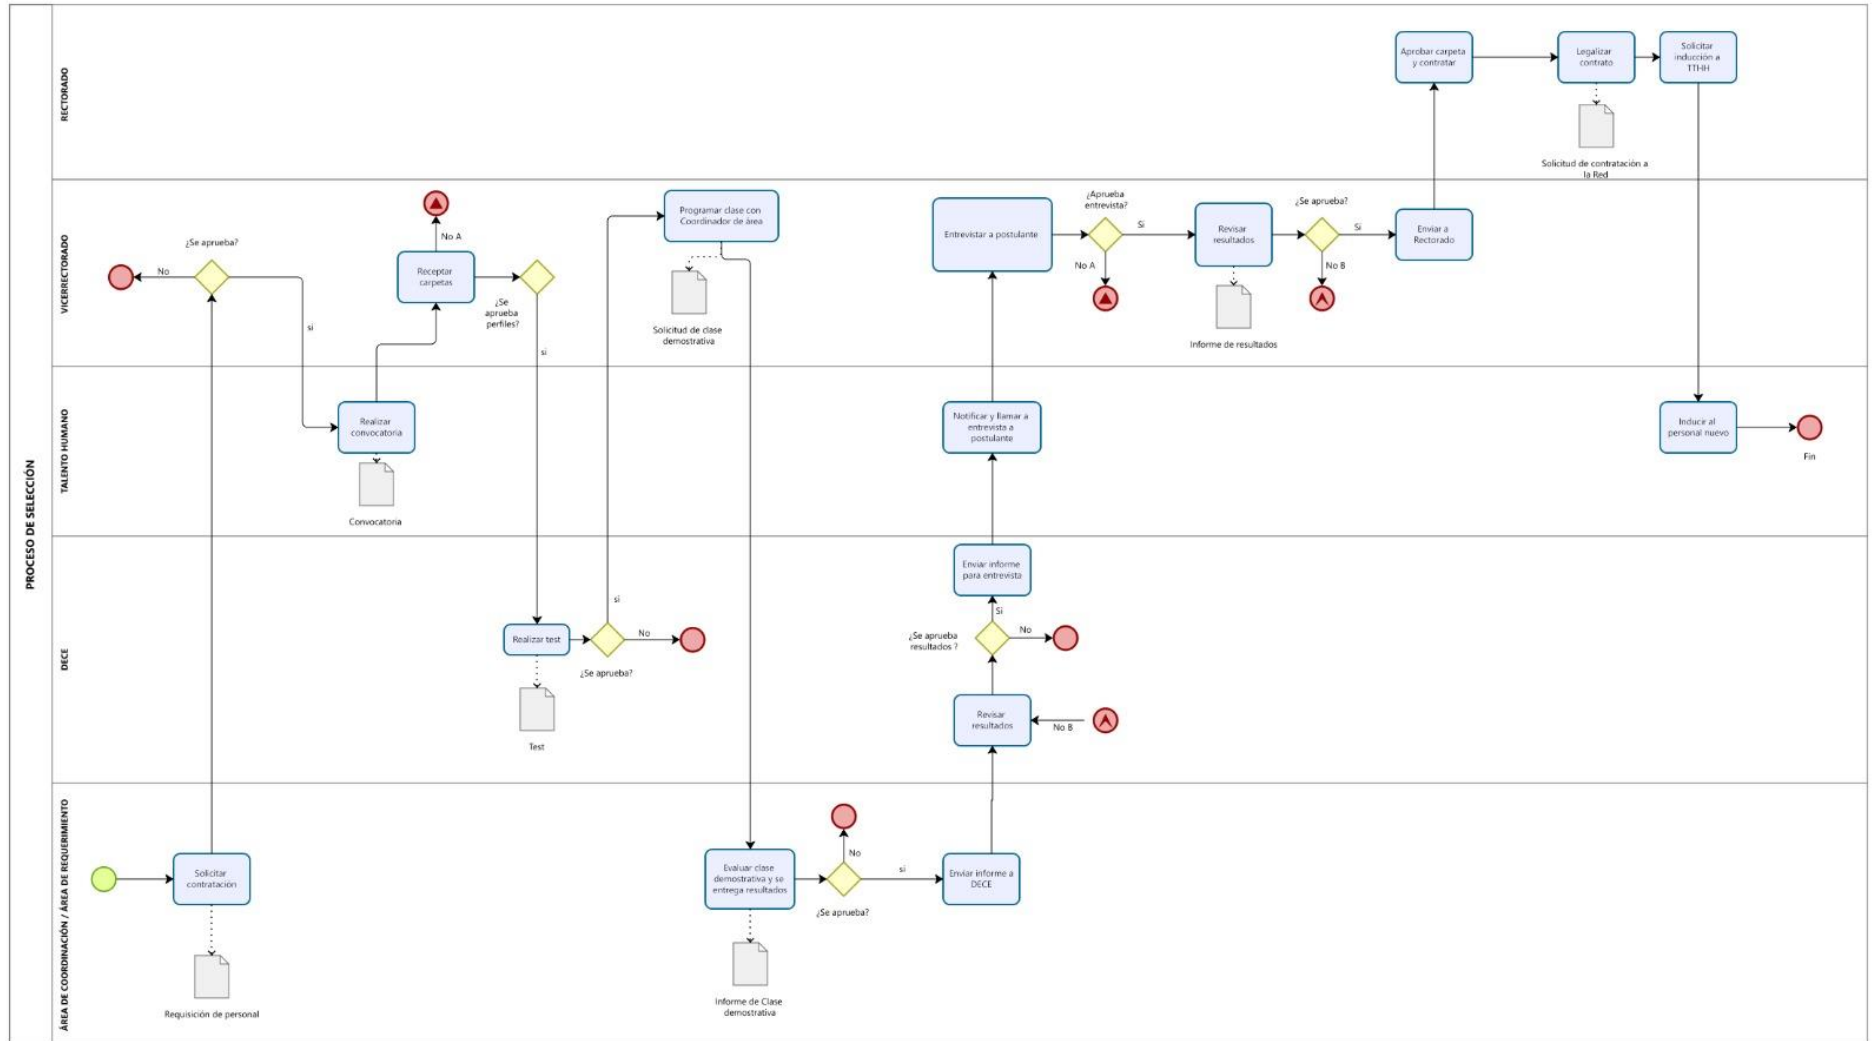 PROCESO DE SELECCIÓN
RECTORADO
Aprobar carpeta
y contratar
Legalizar
contrato
Solicitar
inducción a
TTHH
Solicitud de contratación a
la Red
VICERRECTORADO
No
¿Se aprueba?
si
No A
Receptar
carpetas
¿Se
aprueba
perfiles?
si
Programar clase con
Coordinador de área
Solicitud de clase
demostrativa
Entrevistar a postulante
¿Aprueba
entrevista?
Si
No A
Revisar
resultados
Informe de resultados
¿Se aprueba?
Si
No B
Enviar a
Rectorado
TALENTO HUMANO
Realizar
convocatoria
Convocatoria
Notificar y llamar a
entrevista a
postulante
Inducir al
personal nuevo
Fin
DECE
Realizar test
Test
si
No
¿Se aprueba?
Enviar informe
para entrevista
Si
¿Se aprueba
resultados ?
No
Revisar
resultados
No B
ÁREA DE COORDINACIÓN / ÁREA DE REQUERIMIENTO
Solicitar
contratación
Requisición de personal
Evaluar clase
demostrativa y se
entrega resultados
Informe de Clase
demostrativa
No
si
¿Se aprueba?
Enviar informe a
DECE